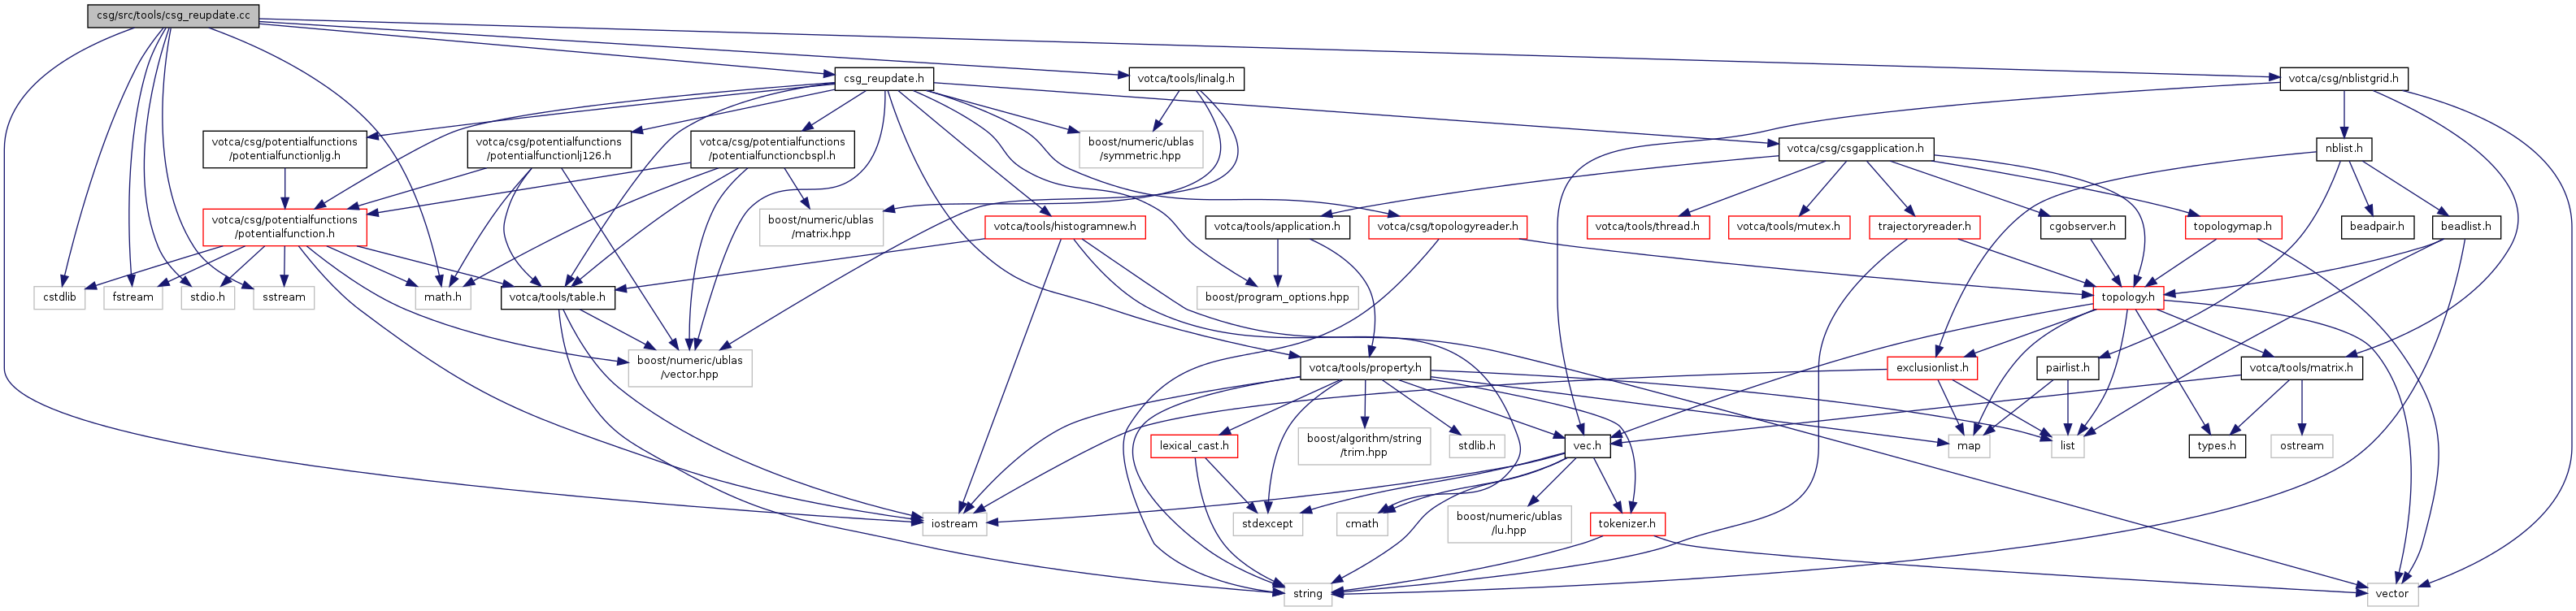 csg/src/tools/csg_reupdate.cc
csg_reupdate.h
votca/tools/linalg.h
votca/csg/nblistgrid.h
votca/csg/potentialfunctions
/potentialfunctionljg.h
votca/csg/potentialfunctions
/potentialfunctionlj126.h
votca/csg/potentialfunctions
/potentialfunctioncbspl.h
boost/numeric/ublas
/symmetric.hpp
votca/csg/csgapplication.h
nblist.h
votca/csg/potentialfunctions
/potentialfunction.h
boost/numeric/ublas
/matrix.hpp
votca/tools/histogramnew.h
votca/tools/application.h
votca/csg/topologyreader.h
votca/tools/thread.h
votca/tools/mutex.h
trajectoryreader.h
cgobserver.h
topologymap.h
beadpair.h
beadlist.h
cstdlib
fstream
stdio.h
sstream
math.h
votca/tools/table.h
boost/program_options.hpp
topology.h
boost/numeric/ublas
/vector.hpp
votca/tools/property.h
exclusionlist.h
pairlist.h
votca/tools/matrix.h
lexical_cast.h
boost/algorithm/string
/trim.hpp
stdlib.h
vec.h
map
list
types.h
ostream
iostream
stdexcept
cmath
boost/numeric/ublas
/lu.hpp
tokenizer.h
string
vector